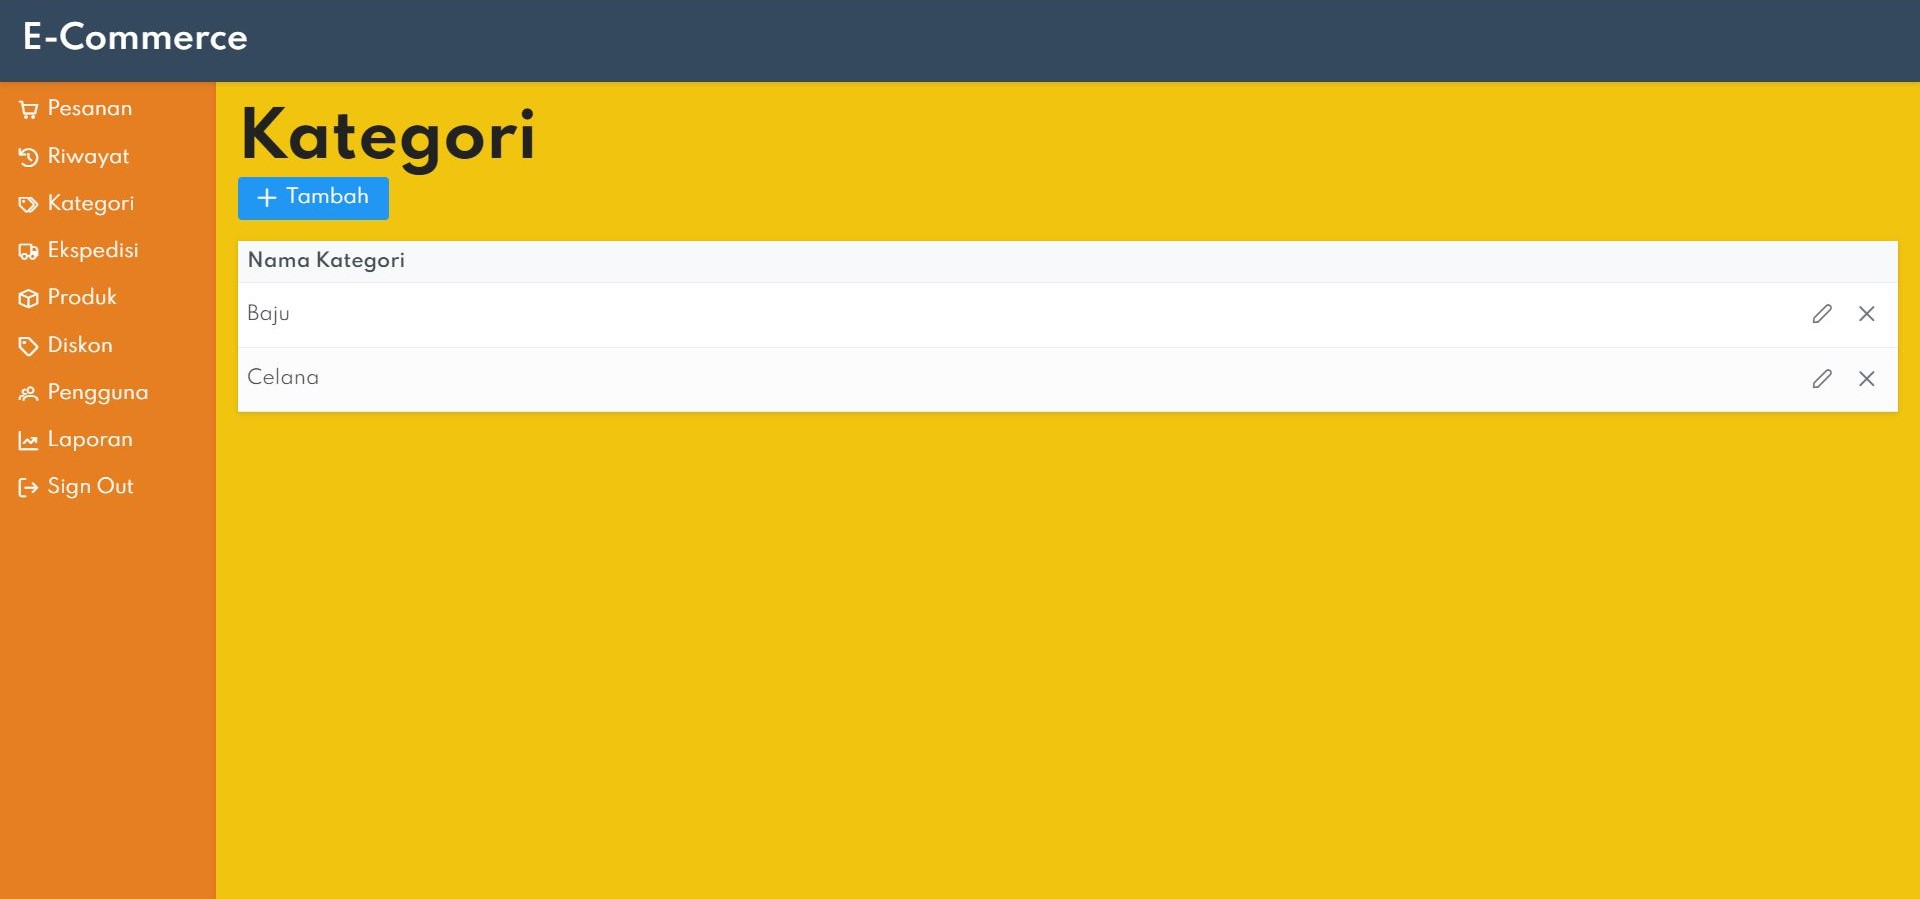 E-Commerce
Pesanan
Riwayat
Kategori
Ekspedisi
Produk
Diskon
Pengguna
Laporan
Sign Out
Kategori
Tambah
Nama Kategori
Baju
Celana